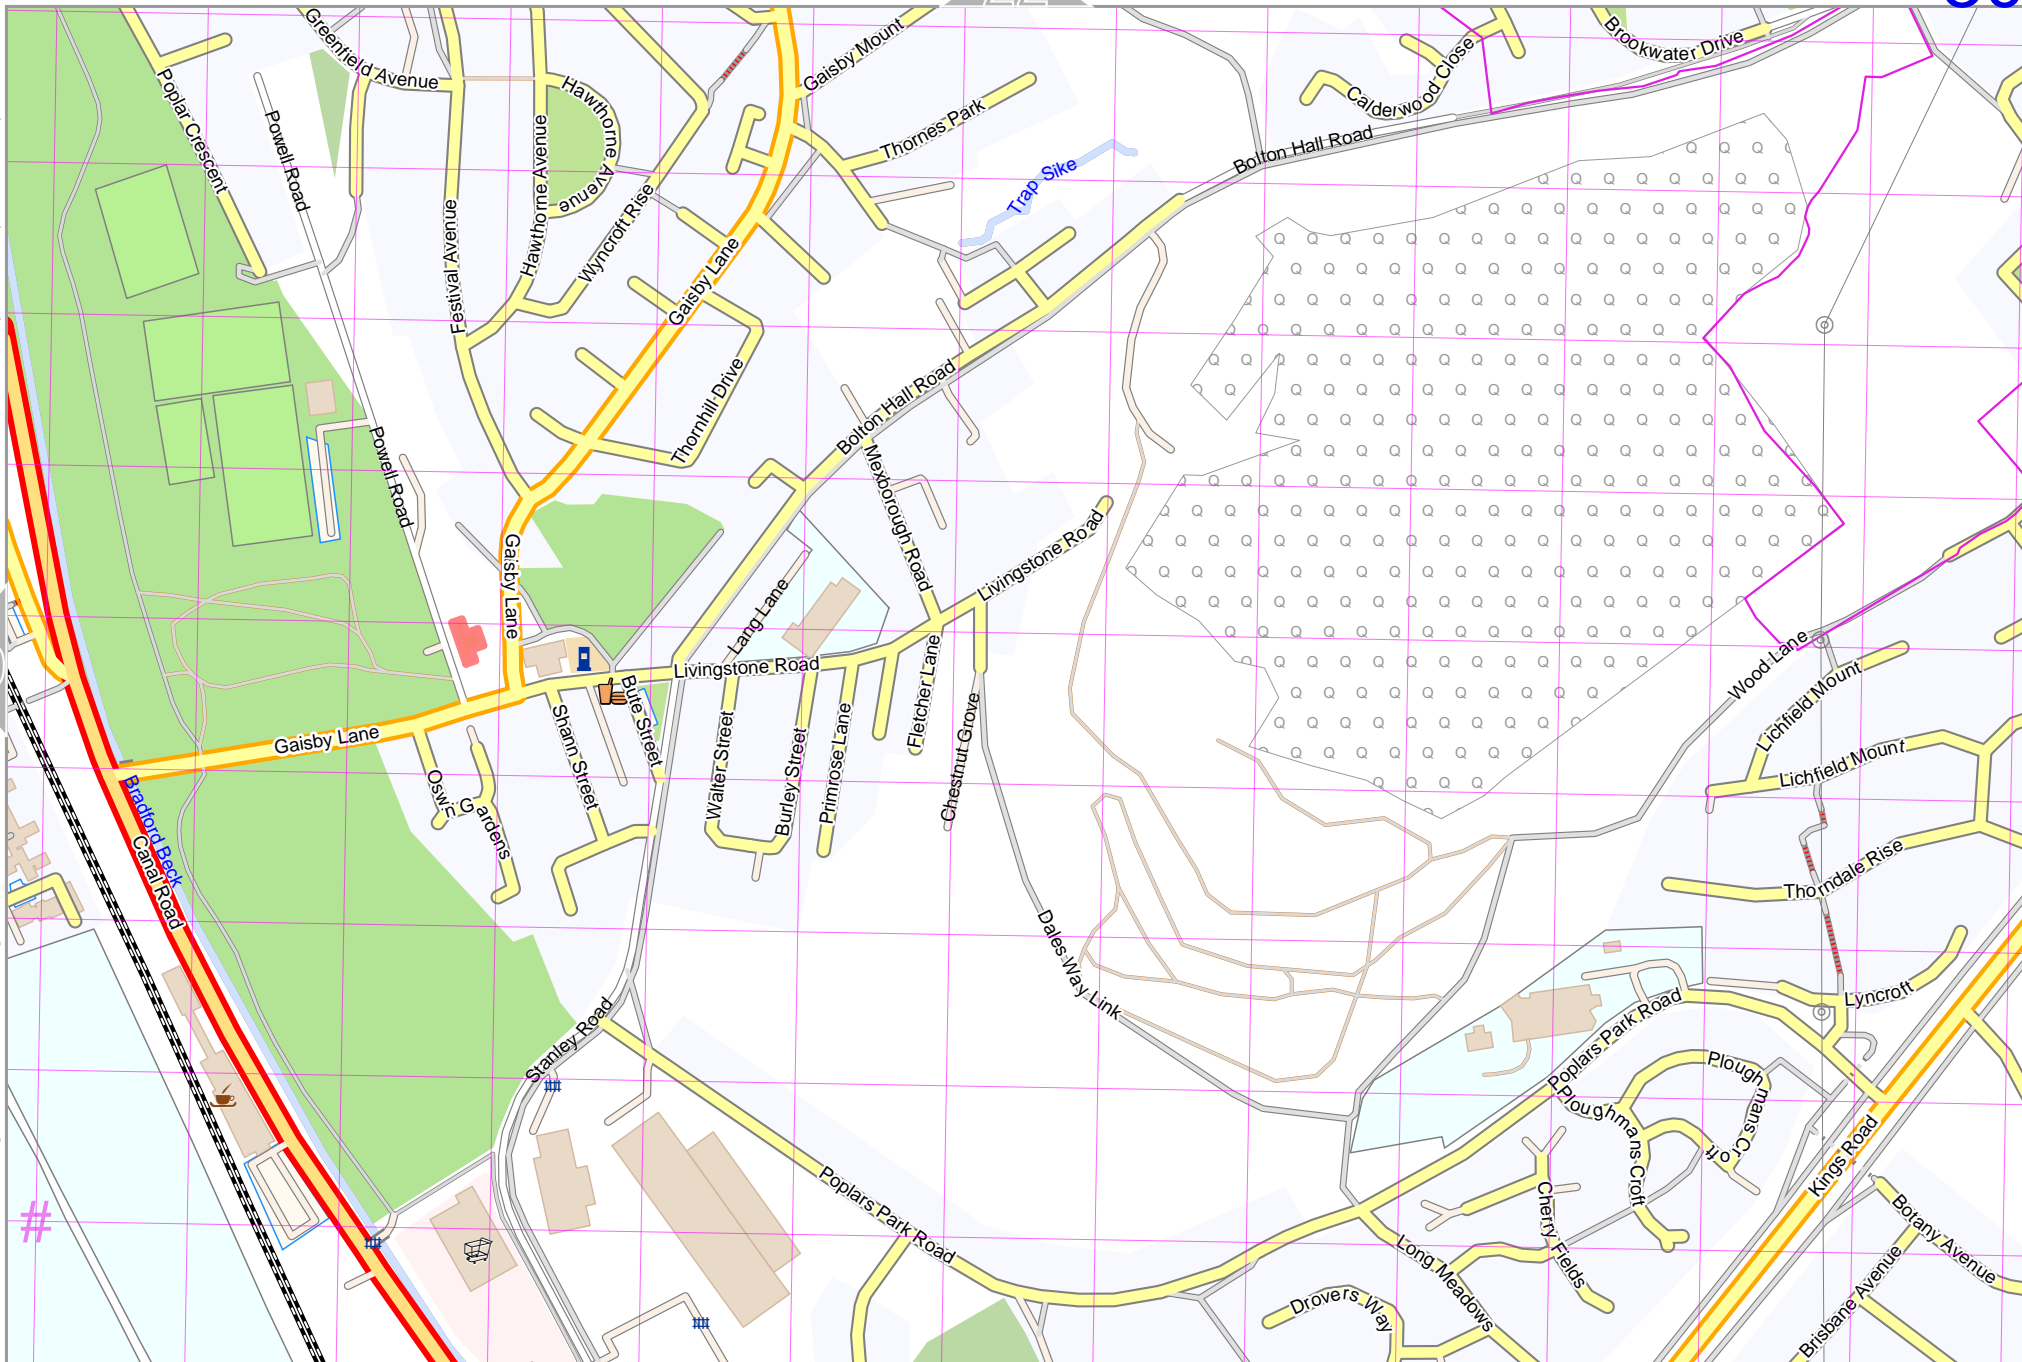 Greenfield Avenue
Gaisby Mount
Brookwater Drive
Calderwood Close
Poplar Crescent
Powell Road
Hawthorne Avenue
Hawthorne Avenue
Thornes Park
Bolton Hall Road
Trap Sike
Festival Avenue
Wyncroft Rise
Gaisby Lane
Thornhill Drive
Bolton Hall Road
Powell Road
Mexborough Road
Gaisby Lane
Livingstone Road
Lang Lane
Livingstone Road
Wood Lane
Lichfield Mount
Lichfield Mount
Gaisby Lane
Shann Street
Bute Street
Walter Street
Burley Street
Primrose Lane
Fletcher Lane
Chestnut Grove
Oswin Gardens
Bradford Beck
Canal Road
Thorndale Rise
Dales Way Link
Lyncroft
Stanley Road
Poplars Park Road
Ploughmans Croft
Ploughmans Croft
Kings Road
Poplars Park Road
Cherry Fields
Long Meadows
Drovers Way
Botany Avenue
Brisbane Avenue
#